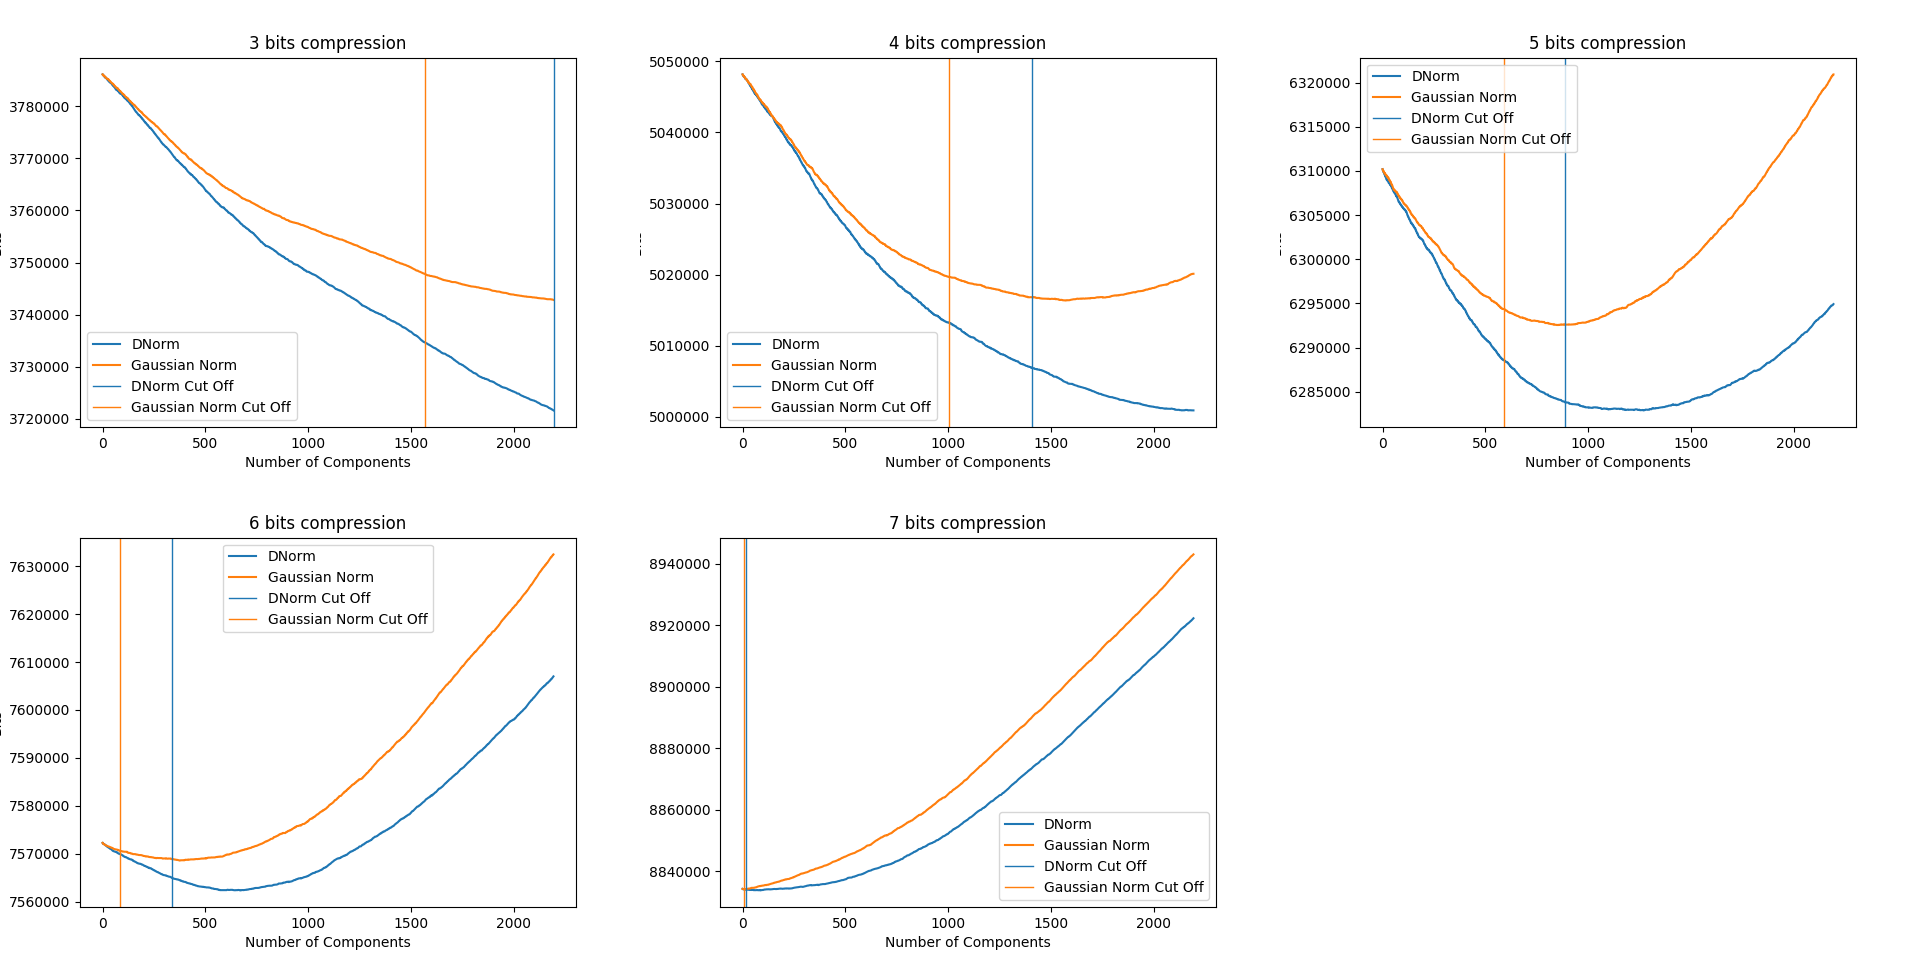 3 bits compression
3780000
3770000
3760000
3750000
3740000
3730000
3720000
DNorm
Gaussian Norm
DNorm Cut Off
Gaussian Norm Cut Off
0 500 1000 1500 2000
Number of Components
4 bits compression
5050000
5040000
5030000
5020000
5010000
5000000
DNorm
Gaussian Norm
DNorm Cut Off
Gaussian Norm Cut Off
0 500 1000 1500 2000
Number of Components
5 bits compression
6320000
6315000
6310000
6305000
6300000
6295000
6290000
6285000
DNorm
Gaussian Norm
DNorm Cut Off
Gaussian Norm Cut Off
0 500 1000 1500 2000
Number of Components
6 bits compression
7630000
7620000
7610000
7600000
7590000
7580000
7570000
7560000
DNorm
Gaussian Norm
DNorm Cut Off
Gaussian Norm Cut Off
0 500 1000 1500 2000
Number of Components
7 bits compression
8940000
8920000
8900000
8880000
8860000
8840000
DNorm
Gaussian Norm
DNorm Cut Off
Gaussian Norm Cut Off
0 500 1000 1500 2000
Number of Components